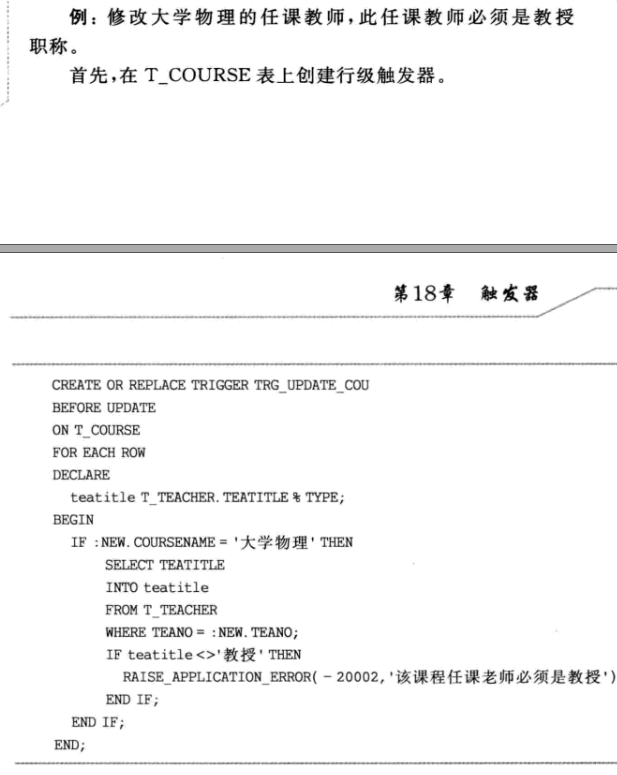 例：修改大学物理的任课教师，此任课教师必须是教授
职称。
首先，在 T_COURSE 表上创建行级触发器。
第18章 触发器
CREATE OR REPLACE TRIGGER TRG_UPDATE_COU
BEFORE UPDATE
ON T_COURSE
FOR EACH ROW
DECLARE
teatitle T_TEACHER.TEATITLE % TYPE;
BEGIN
IF :NEW.COURSENAME = '大学物理' THEN
SELECT TEATITLE
INTO teatitle
FROM T_TEACHER
WHERE TEANO = :NEW.TEANO;
IF teatitle <>'教授' THEN
RAISE_APPLICATION_ERROR( - 20002,'该课程任课老师必须是教授')
END IF;
END IF;
END;